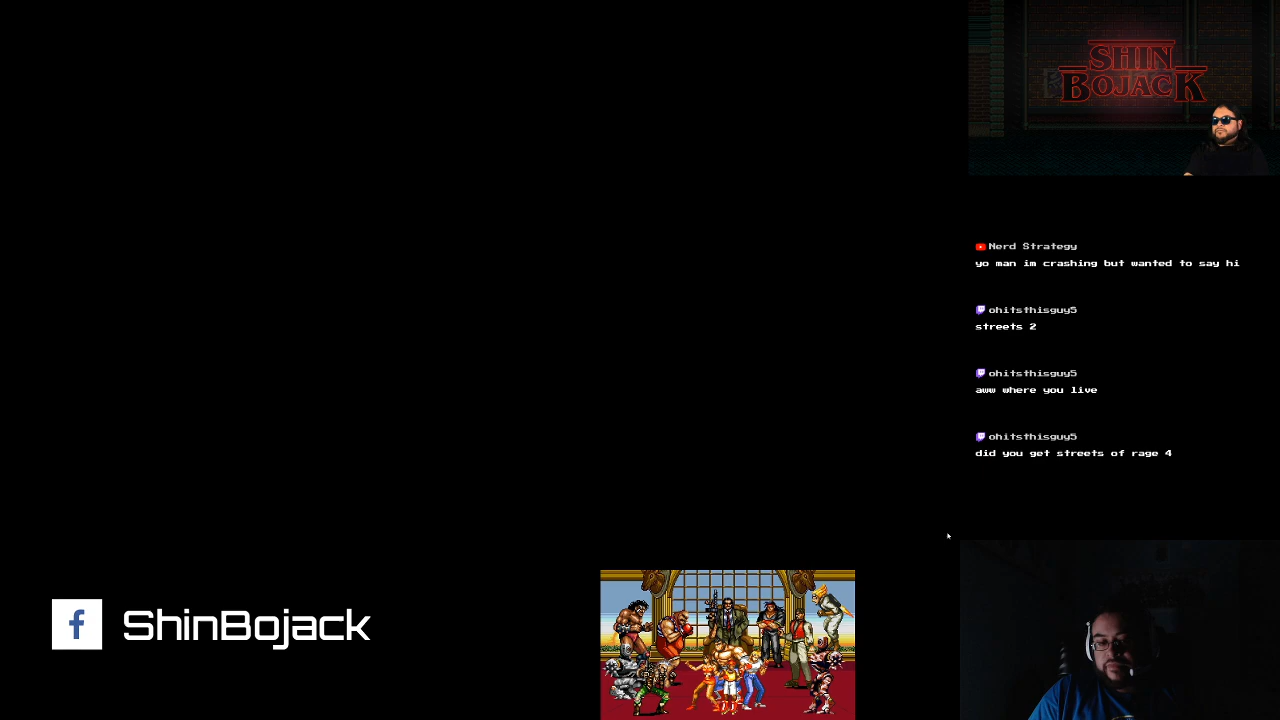 SHIN
BOJACK
Nerd Strategy
yo man im crashing but wanted to say hi
ohitsthisguy5
streets 2
ohitsthisguy5
aww where you live
ohitsthisguy5
did you get streets of rage 4
f ShinBojack